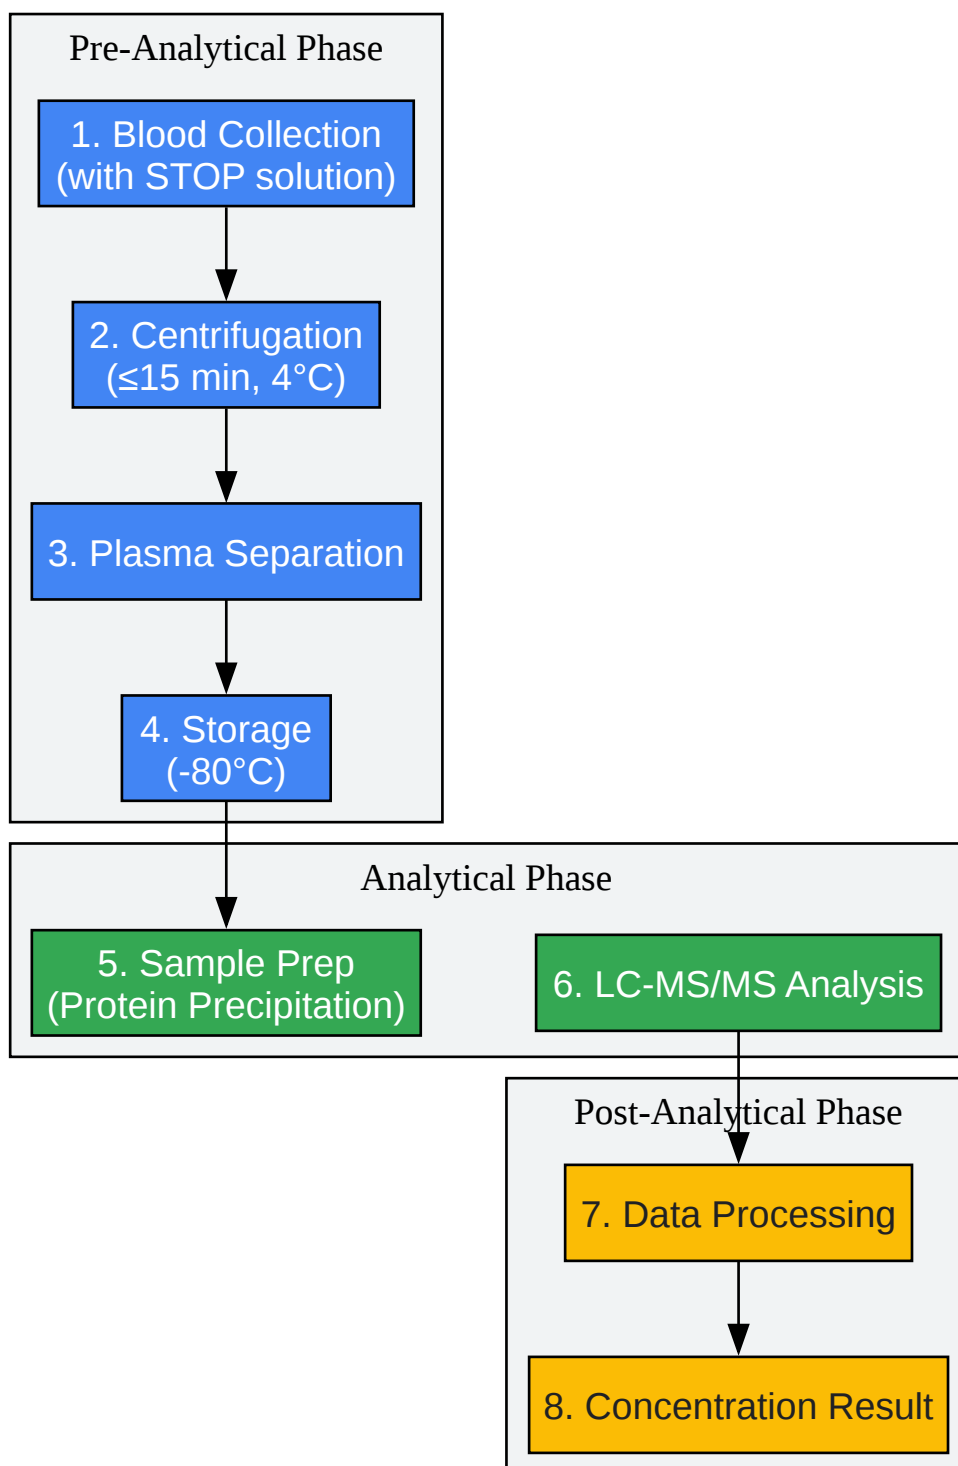 Pre-Analytical Phase
1. Blood Collection
(with STOP solution)
2. Centrifugation
(≤15 min, 4°C)
3. Plasma Separation
4. Storage
(-80°C)
Analytical Phase
5. Sample Prep
(Protein Precipitation)
6. LC-MS/MS Analysis
Post-Analytical Phase
7. Data Processing
8. Concentration Result